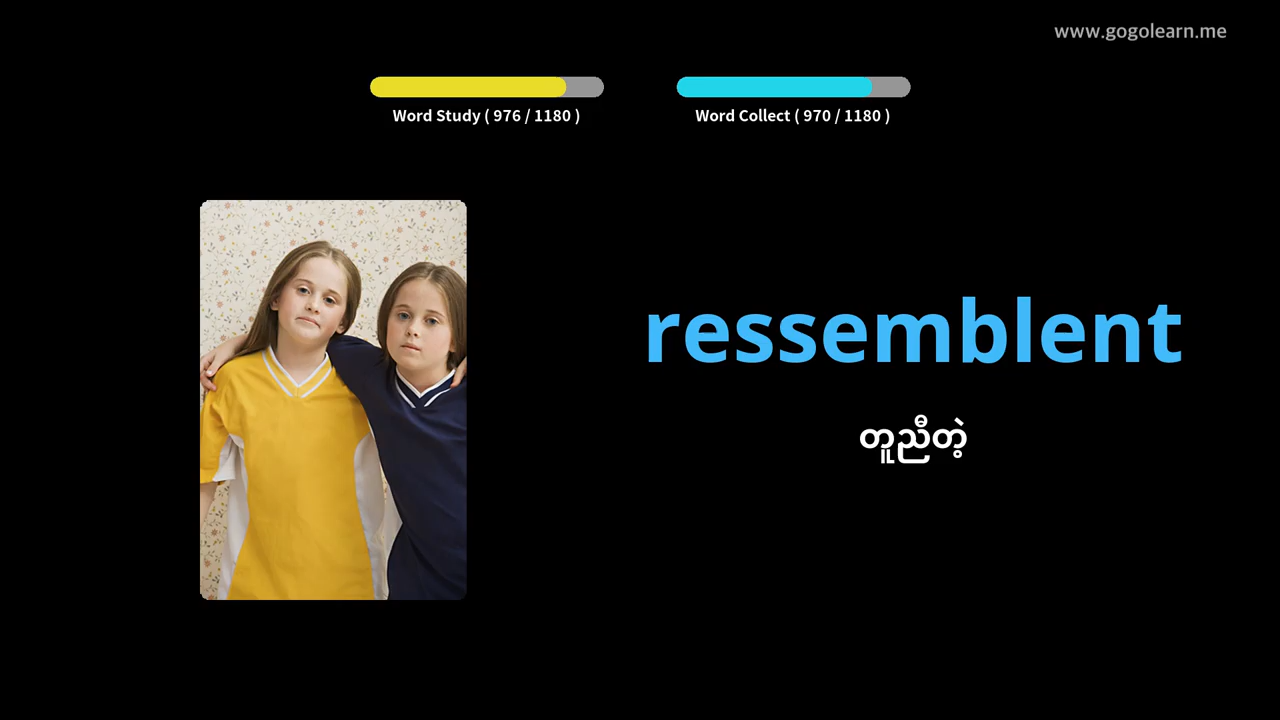 www.gogolearn.me
Word Study ( 976 / 1180 )
Word Collect ( 970 / 1180 )
ressemblent
တူညီတဲ့